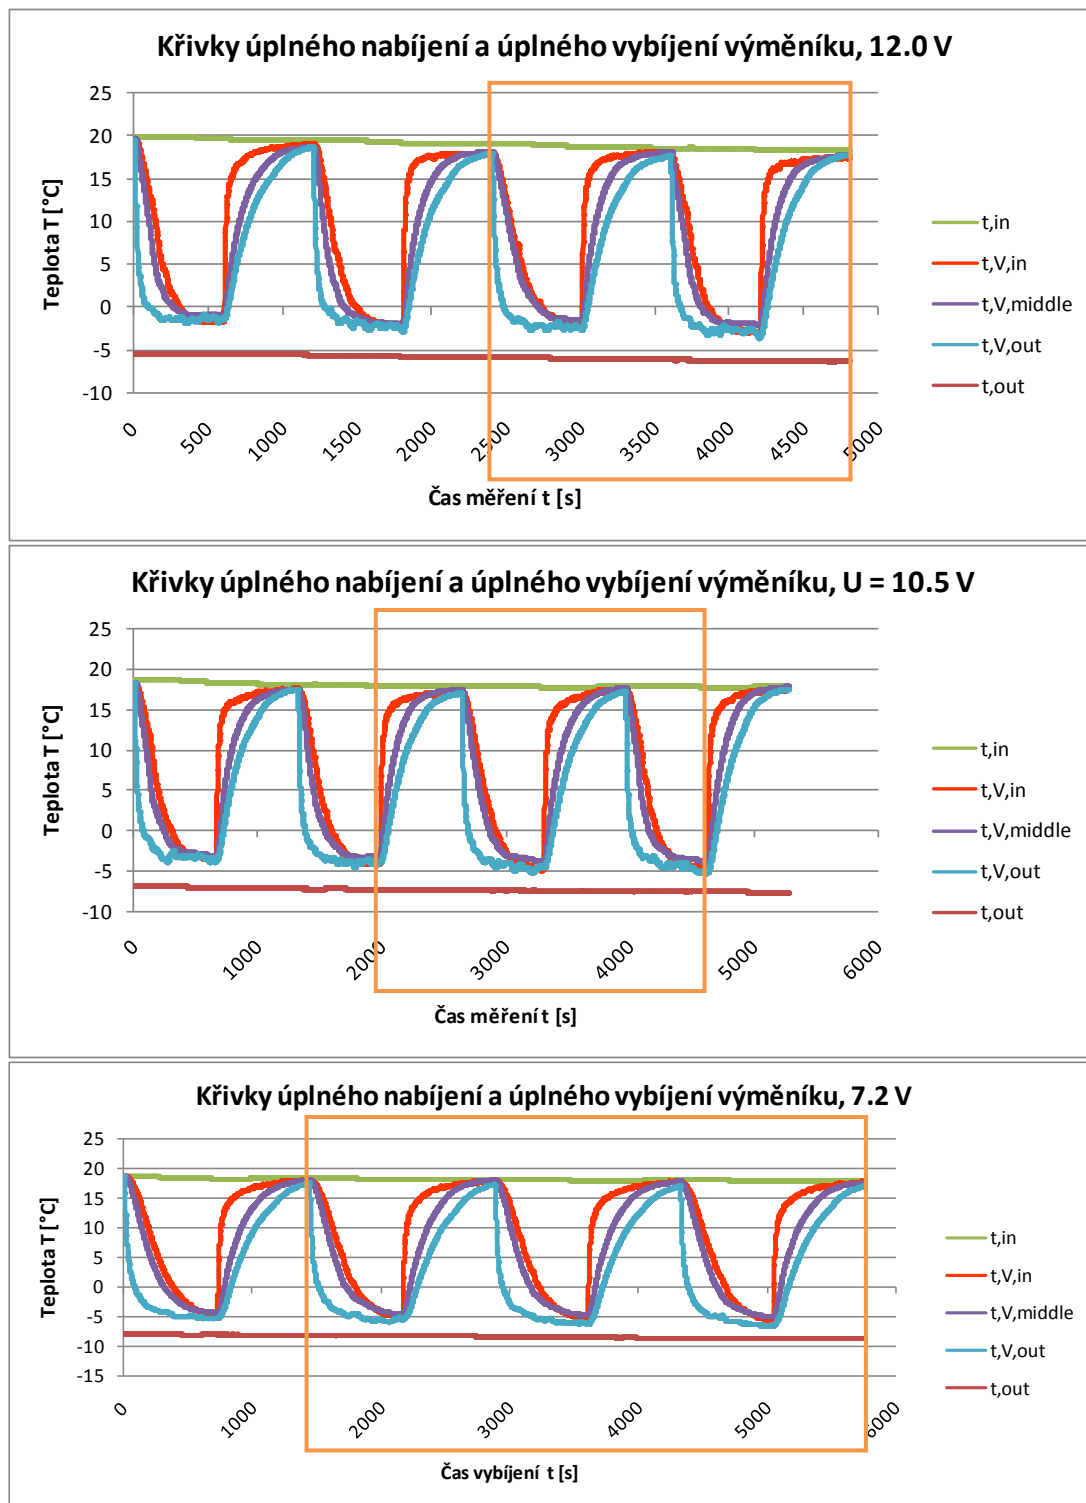 Křivky úplného nabíjení a úplného vybíjení výměníku, 12.0 V
25
20
15
10
5
0
-5
-10
Teplota T [°C]
0
500
1000
1500
2000
2500
3000
3500
4000
4500
5000
Čas měření t [s]
t,in
t,V,in
t,V,middle
t,V,out
t,out
Křivky úplného nabíjení a úplného vybíjení výměníku, U = 10.5 V
25
20
15
10
5
0
-5
-10
Teplota T [°C]
0
1000
2000
3000
4000
5000
6000
Čas měření t [s]
t,in
t,V,in
t,V,middle
t,V,out
t,out
Křivky úplného nabíjení a úplného vybíjení výměníku, 7.2 V
25
20
15
10
5
0
-5
-10
-15
Teplota T [°C]
0
1000
2000
3000
4000
5000
6000
Čas vybíjení t [s]
t,in
t,V,in
t,V,middle
t,V,out
t,out